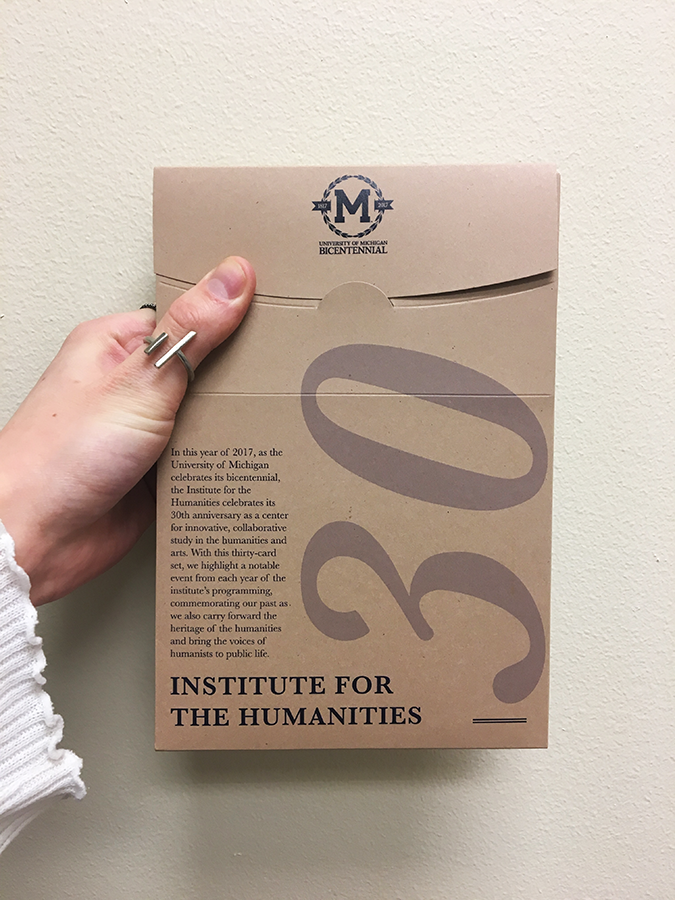 1817 M 2017
UNIVERSITY OF MICHIGAN
BICENTENNIAL
30
In this year of 2017, as the
University of Michigan
celebrates its bicentennial,
the Institute for the
Humanities celebrates its
30th anniversary as a center
for innovative, collaborative
study in the humanities and
arts. With this thirty-card
set, we highlight a notable
event from each year of the
institute's programming,
commemorating our past as
we also carry forward the
heritage of the humanities
and bring the voices of
humanists to public life.
INSTITUTE FOR
THE HUMANITIES